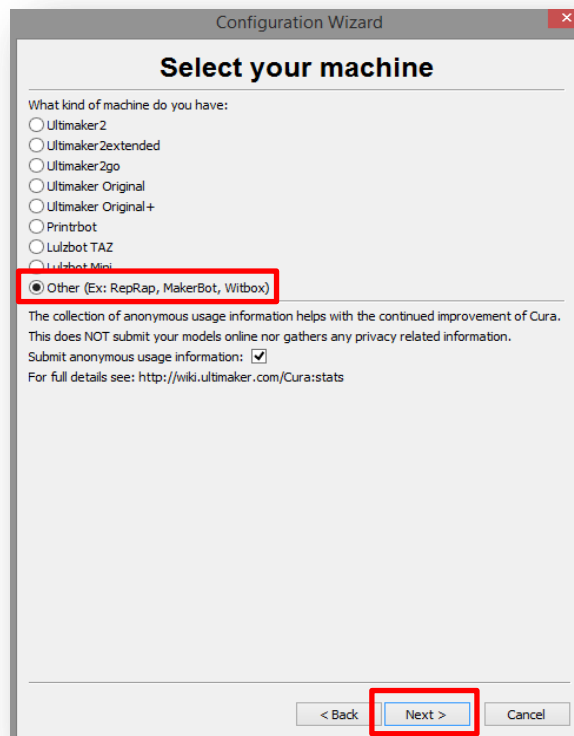 Configuration Wizard
Select your machine
What kind of machine do you have:
Ultimaker2
Ultimaker2extended
Ultimaker2go
Ultimaker Original
Ultimaker Original+
Printrbot
Lulzbot TAZ
Lulzbot Mini
Other (Ex: RepRap, MakerBot, Witbox)
The collection of anonymous usage information helps with the continued improvement of Cura.
This does NOT submit your models online nor gathers any privacy related information.
Submit anonymous usage information:
For full details see: http://wiki.ultimaker.com/Cura:stats
< Back Next > Cancel